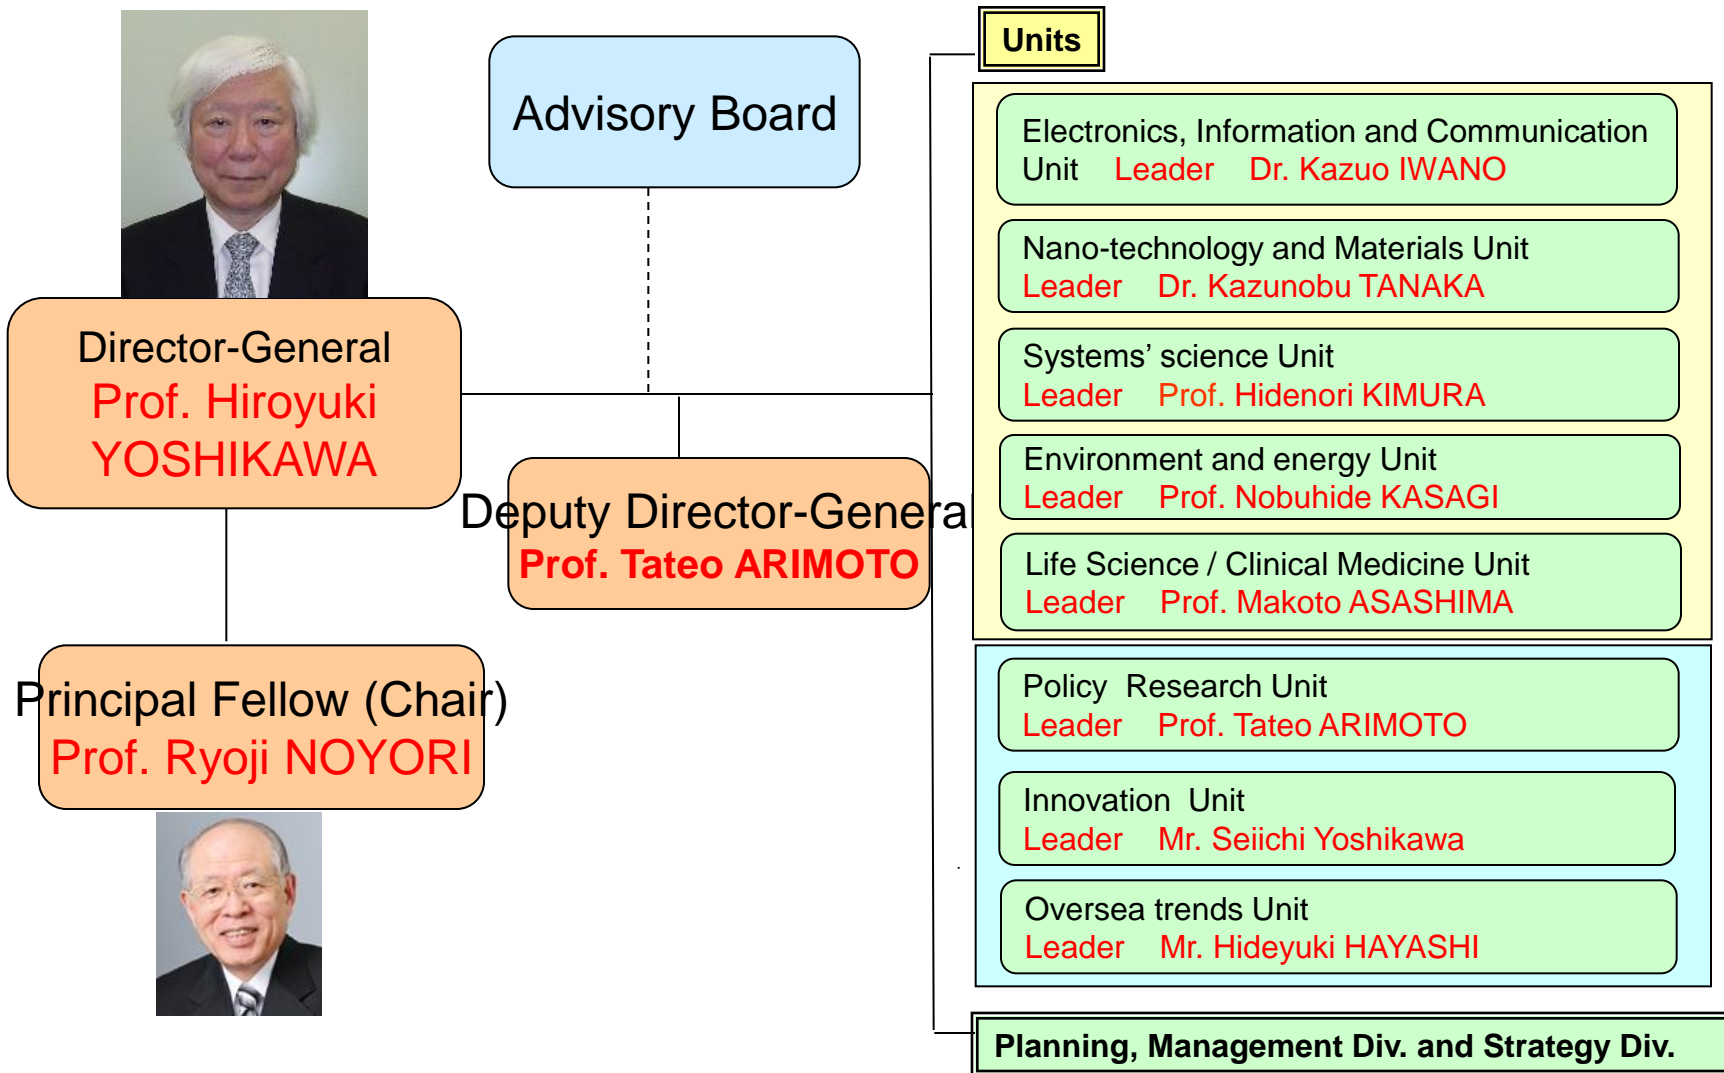 Director-General
Prof. Hiroyuki
YOSHIKAWA
Principal Fellow (Chair)
Prof. Ryoji NOYORI
Advisory Board
Deputy Director-General
Prof. Tateo ARIMOTO
Units
Electronics, Information and Communication
Unit Leader Dr. Kazuo IWANO
Nano-technology and Materials Unit
Leader Dr. Kazunobu TANAKA
Systems’ science Unit
Leader Prof. Hidenori KIMURA
Environment and energy Unit
Leader Prof. Nobuhide KASAGI
Life Science / Clinical Medicine Unit
Leader Prof. Makoto ASASHIMA
Policy Research Unit
Leader Prof. Tateo ARIMOTO
Innovation Unit
Leader Mr. Seiichi Yoshikawa
Oversea trends Unit
Leader Mr. Hideyuki HAYASHI
Planning, Management Div. and Strategy Div.